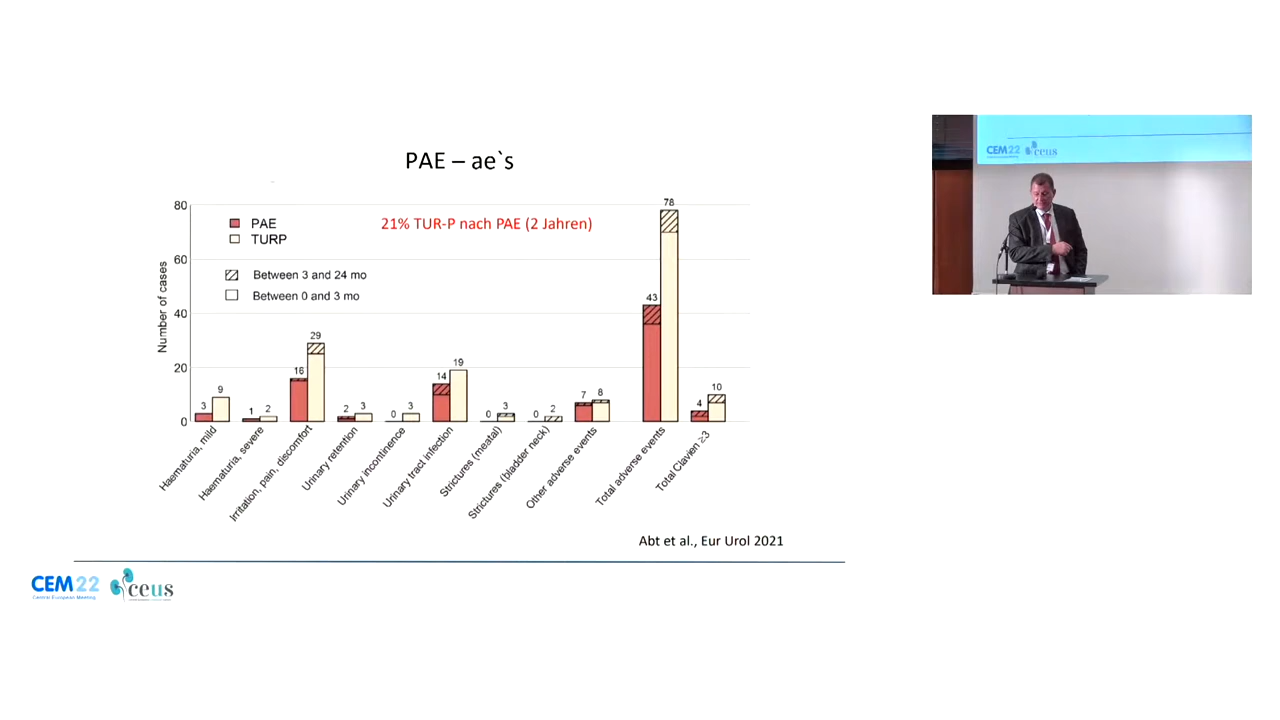 PAE – ae`s
80
60
40
20
0
Number of cases
PAE
TURP
Between 3 and 24 mo
Between 0 and 3 mo
21% TUR-P nach PAE (2 Jahren)
3
9
1
2
16
29
2
3
0
3
14
19
0
3
0
2
7
8
43
78
4
10
Haematuria, mild
Haematuria, severe
Irritation, pain, discomfort
Urinary retention
Urinary incontinence
Urinary tract infection
Strictures (meatal)
Strictures (bladder neck)
Other adverse events
Total adverse events
Total Clavien ≥3
Abt et al., Eur Urol 2021
CEM22
Central European Meeting
ceus
CEM22
ceus